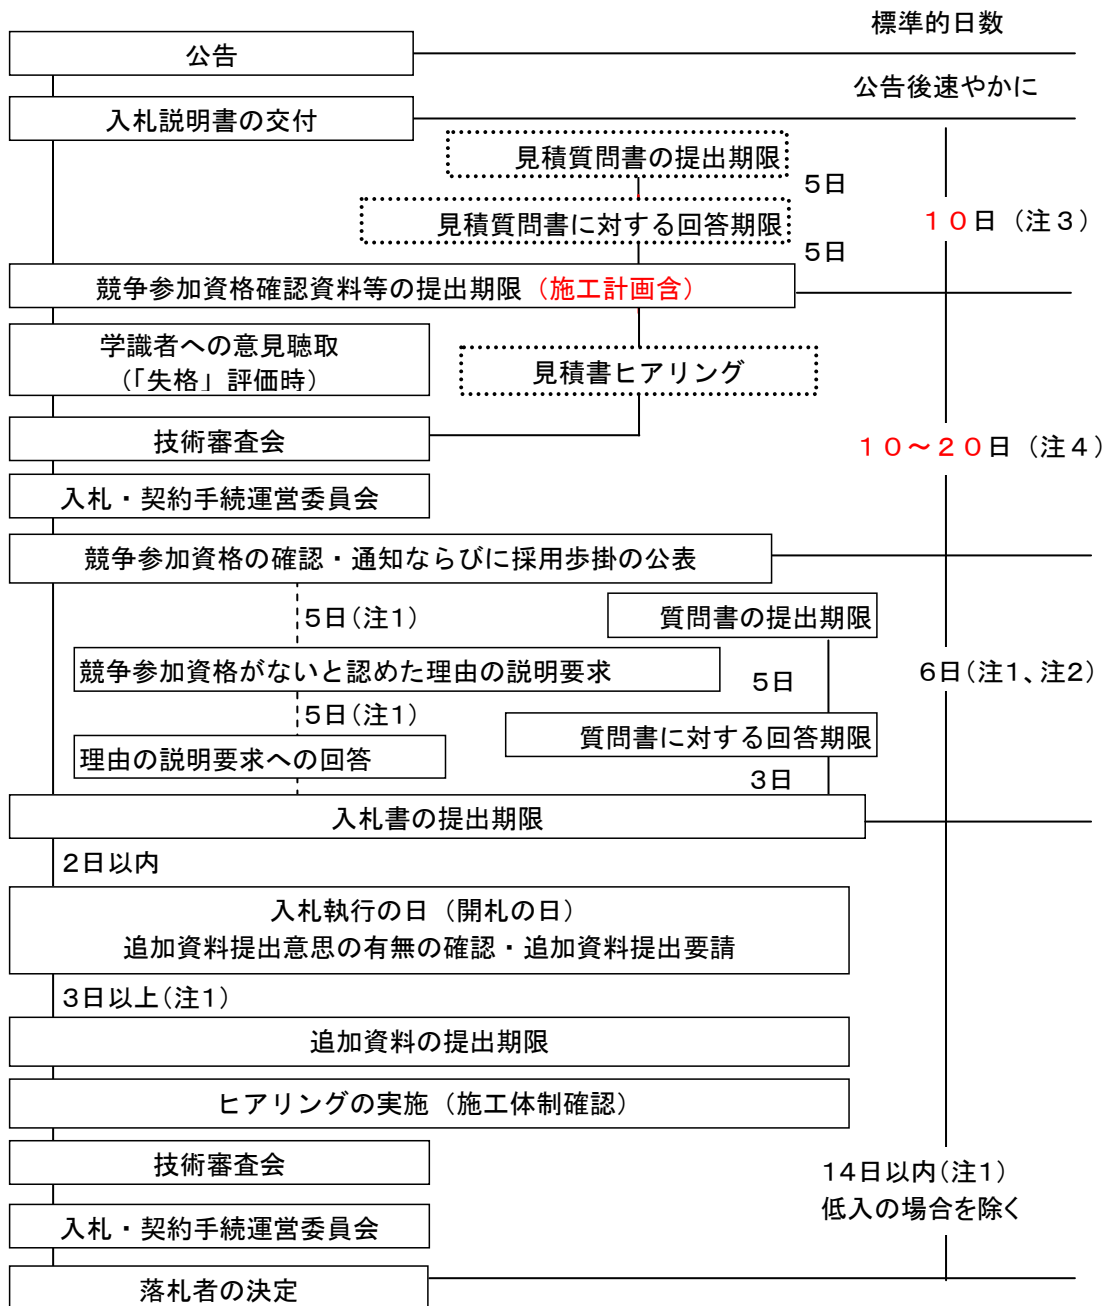 標準的日数
公告
公告後速やかに
入札説明書の交付
見積質問書の提出期限
5日
見積質問書に対する回答期限
10日（注3）
5日
競争参加資格確認資料等の提出期限（施工計画含）
学識者への意見聴取
（「失格」評価時）
見積書ヒアリング
技術審査会
10～20日（注4）
入札・契約手続運営委員会
競争参加資格の確認・通知ならびに採用歩掛の公表
5日（注1）
質問書の提出期限
競争参加資格がないと認めた理由の説明要求
5日
6日（注1、注2）
5日（注1）
質問書に対する回答期限
理由の説明要求への回答
3日
入札書の提出期限
2日以内
入札執行の日（開札の日）
追加資料提出意思の有無の確認・追加資料提出要請
3日以上（注1）
追加資料の提出期限
ヒアリングの実施（施工体制確認）
技術審査会
14日以内（注1）
低入の場合を除く
入札・契約手続運営委員会
落札者の決定